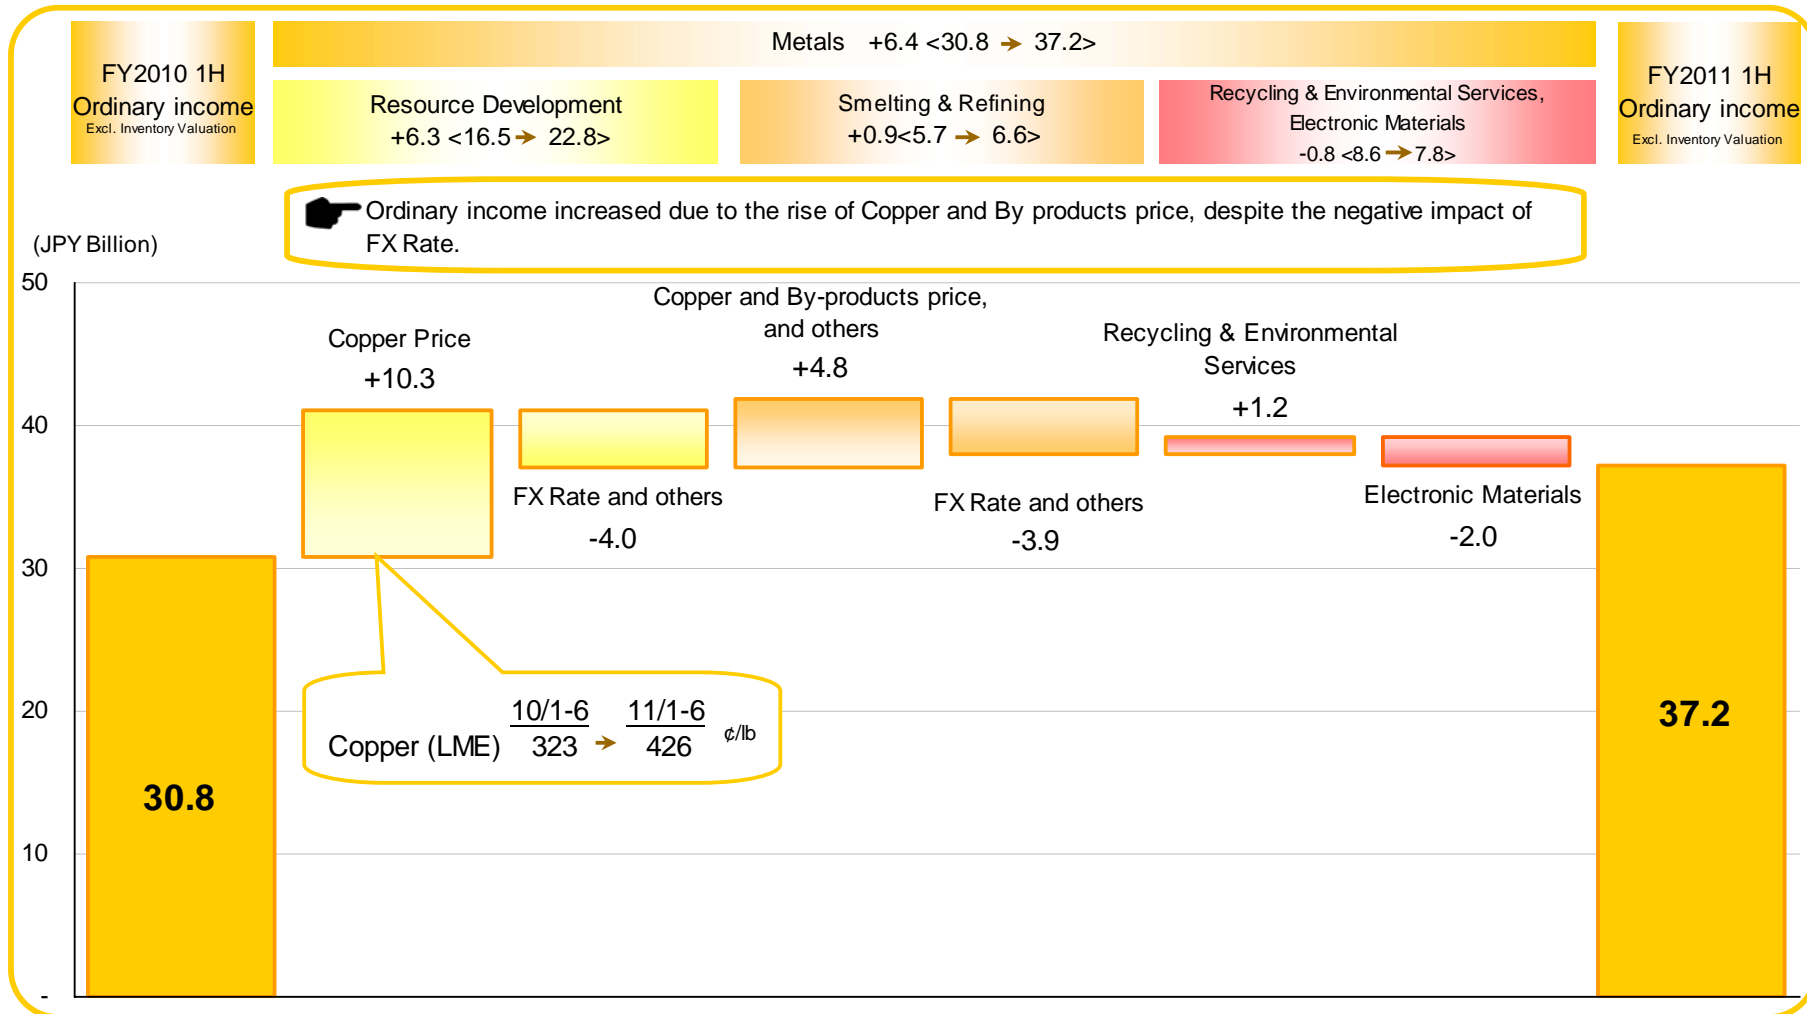 FY2010 1H
Ordinary income
Excl. Inventory Valuation
Metals +6.4 <30.8 → 37.2>
Resource Development
+6.3 <16.5 → 22.8>
Smelting & Refining
+0.9<5.7 → 6.6>
Recycling & Environmental Services,
Electronic Materials
-0.8 <8.6 → 7.8>
FY2011 1H
Ordinary income
Excl. Inventory Valuation
Ordinary income increased due to the rise of Copper and By products price, despite the negative impact of
FX Rate.
(JPY Billion)
50
40
30
20
10
-
Copper Price
+10.3
FX Rate and others
-4.0
Copper and By-products price,
and others
+4.8
FX Rate and others
-3.9
Recycling & Environmental
Services
+1.2
Electronic Materials
-2.0
10/1-6 11/1-6
Copper (LME) 323 → 426 ¢/lb
30.8
37.2